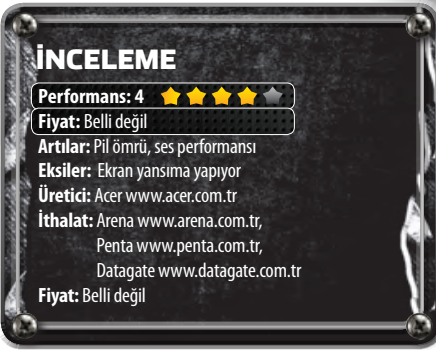 İNCELEME
Performans: 4
Fiyat: Belli değil
Artılar: Pil ömrü, ses performansı
Eksiler: Ekran yansıma yapıyor
Üretici: Acer www.acer.com.tr
İthalat: Arena www.arena.com.tr,
Penta www.penta.com.tr,
Datagate www.datagate.com.tr
Fiyat: Belli değil